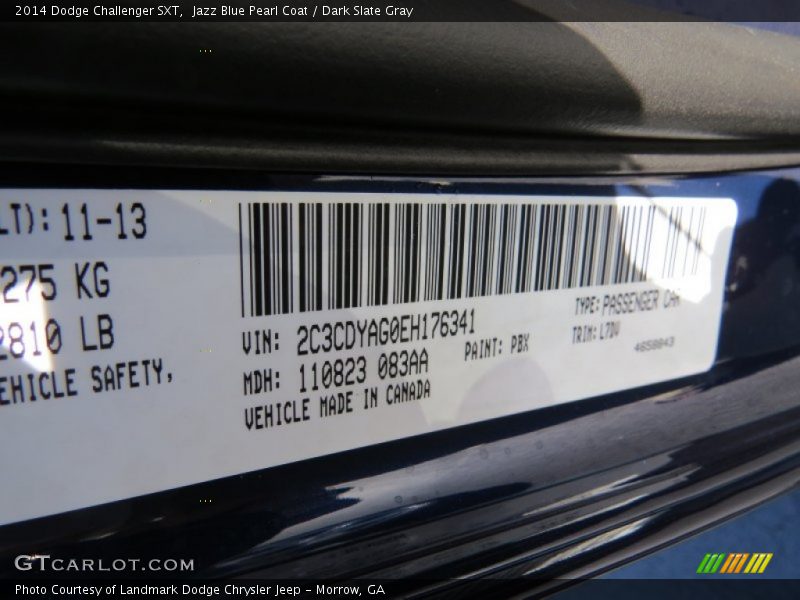 2014 Dodge Challenger SXT,  Jazz Blue Pearl Coat / Dark Slate Gray
LT): 11-13
275 KG
2810 LB
EHICLE SAFETY,
VIN: 2C3CDYAG0EH176341
MDH: 110823 083AA
VEHICLE MADE IN CANADA
PAINT: PBX
TYPE: PASSENGER CAR
TRIM: L7DV
4658843
GTCARLOT.COM
Photo Courtesy of Landmark Dodge Chrysler Jeep - Morrow, GA